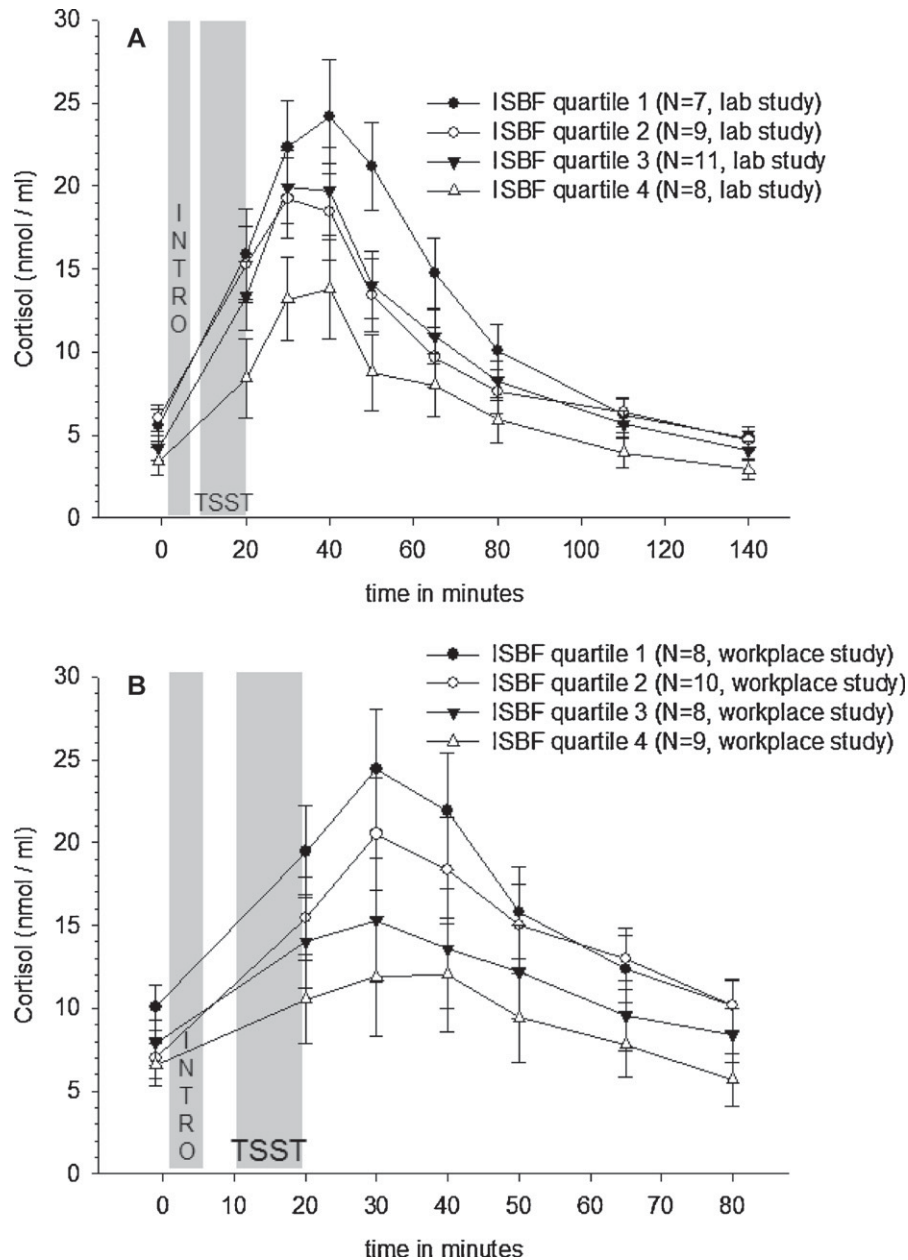 A
ISBF quartile 1 (N=7, lab study)
ISBF quartile 2 (N=9, lab study)
ISBF quartile 3 (N=11, lab study
ISBF quartile 4 (N=8, lab study)
30
25
20
15
10
5
0
Cortisol (nmol / ml)
INTRO
TSST
0 20 40 60 80 100 120 140
time in minutes
ISBF quartile 1 (N=8, workplace study)
ISBF quartile 2 (N=10, workplace study)
ISBF quartile 3 (N=8, workplace study)
ISBF quartile 4 (N=9, workplace study)
B
30
25
20
15
10
5
0
Cortisol (nmol / ml)
INTRO
TSST
0 10 20 30 40 50 60 70 80
time in minutes